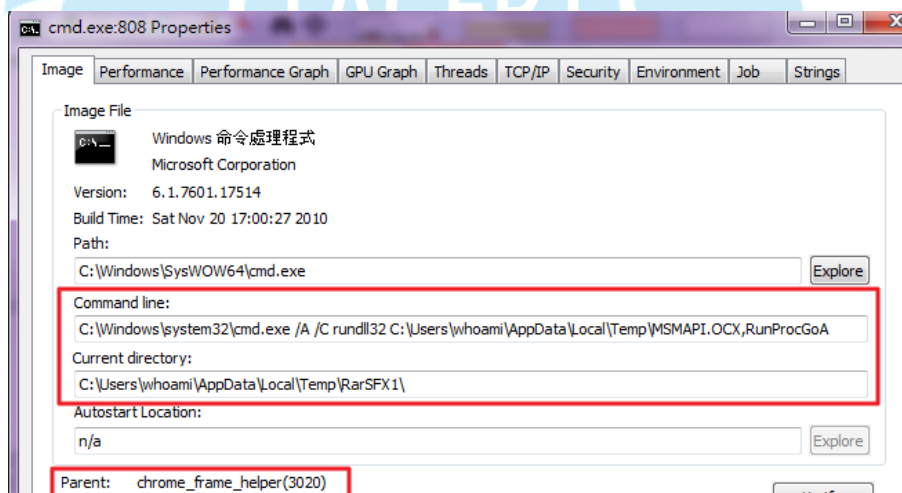 cmd.exe:808 Properties
Image Performance Performance Graph GPU Graph Threads TCP/IP Security Environment Job Strings
Image File
C:\
Windows 命令處理程式
Microsoft Corporation
Version: 6.1.7601.17514
Build Time: Sat Nov 20 17:00:27 2010
Path:
C:\Windows\SysWOW64\cmd.exe Explore
Command line:
C:\Windows\system32\cmd.exe /A /C rundll32 C:\Users\whoami\AppData\Local\Temp\MSMAPI.OCX,RunProcGoA
Current directory:
C:\Users\whoami\AppData\Local\Temp\RarSFX1\
Autostart Location:
n/a Explore
Parent: chrome_frame_helper(3020)